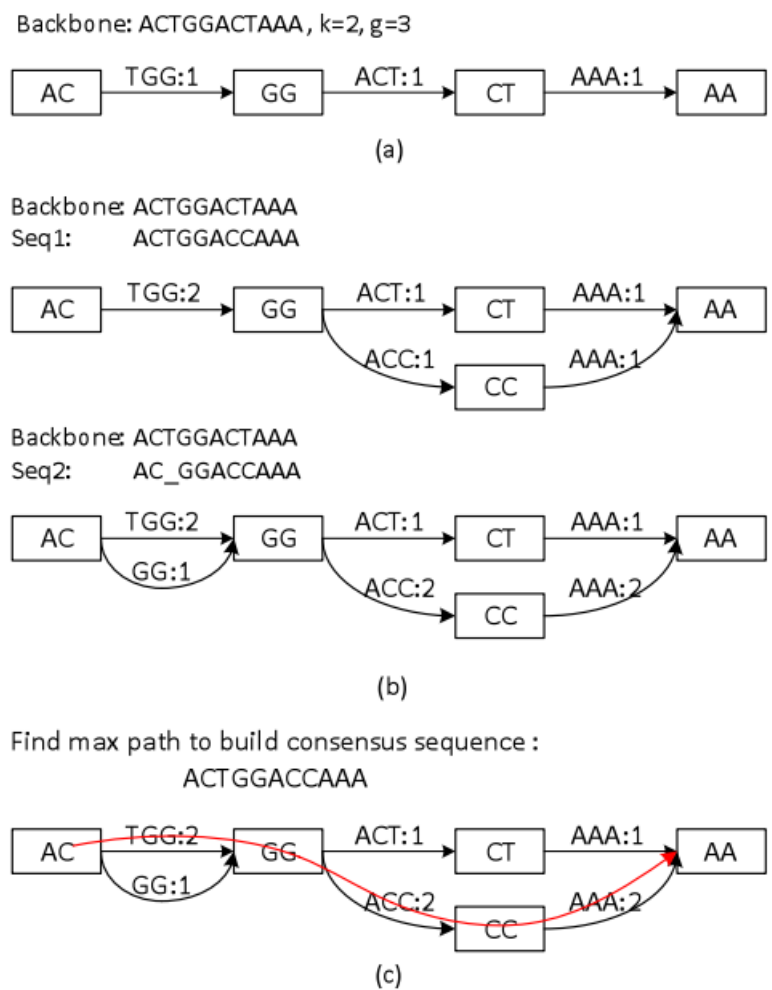 Backbone: ACTGGACTAAA, k=2, g=3
AC TGG:1 GG ACT:1 CT AAA:1 AA
(a)
Backbone: ACTGGACTAAA
Seq1: ACTGGACCAAA
AC TGG:2 GG ACT:1 CT AAA:1 AA
ACC:1 CC AAA:1
Backbone: ACTGGACTAAA
Seq2: AC_GGACCAAA
AC TGG:2 GG ACT:1 CT AAA:1 AA
GG:1 ACC:2 CC AAA:2
(b)
Find max path to build consensus sequence :
ACTGGACCAAA
AC TGG:2 GG ACT:1 CT AAA:1 AA
GG:1 ACC:2 CC AAA:2
(c)